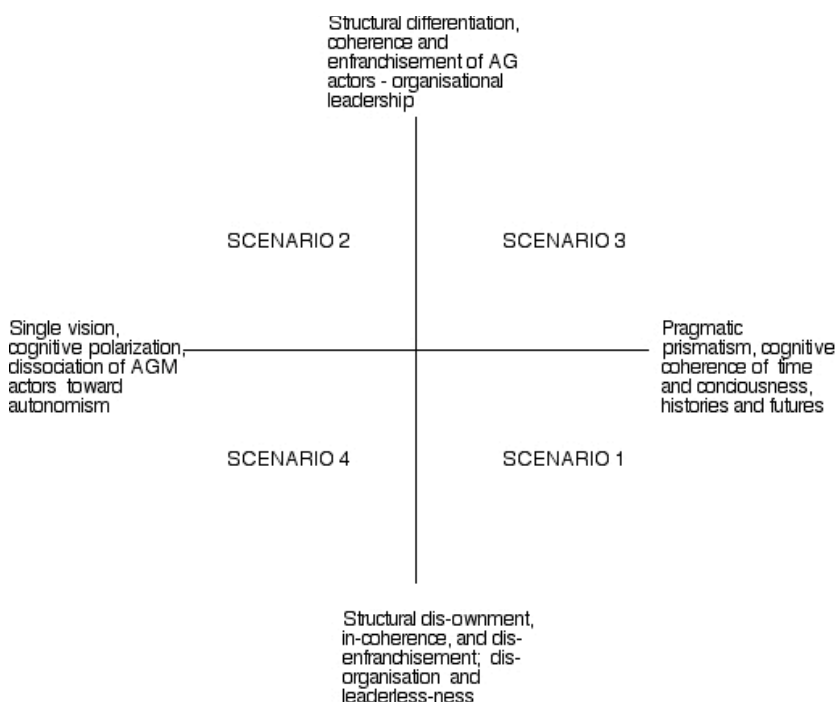 Structural differentiation,
coherence and
enfranchisement of AG
actors - organisational
leadership
SCENARIO 2
SCENARIO 3
Single vision,
cognitive polarization,
dissociation of AGM
actors toward
autonomism
Pragmatic
prismatism, cognitive
coherence of time
and conciousness,
histories and futures
SCENARIO 4
SCENARIO 1
Structural dis-ownment,
in-coherence, and dis-
enfranchisement; dis-
organisation and
leaderless-ness